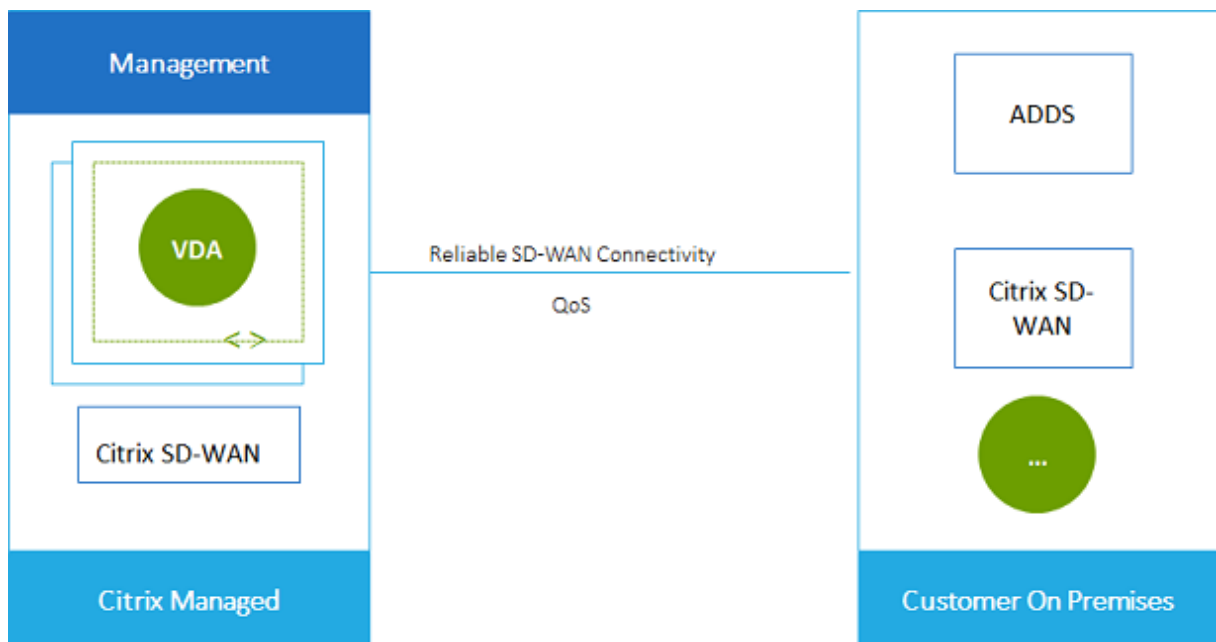 Management
VDA
<->
Citrix SD-WAN
Citrix Managed
Reliable SD-WAN Connectivity
QoS
ADDS
Citrix SD-
WAN
...
Customer On Premises